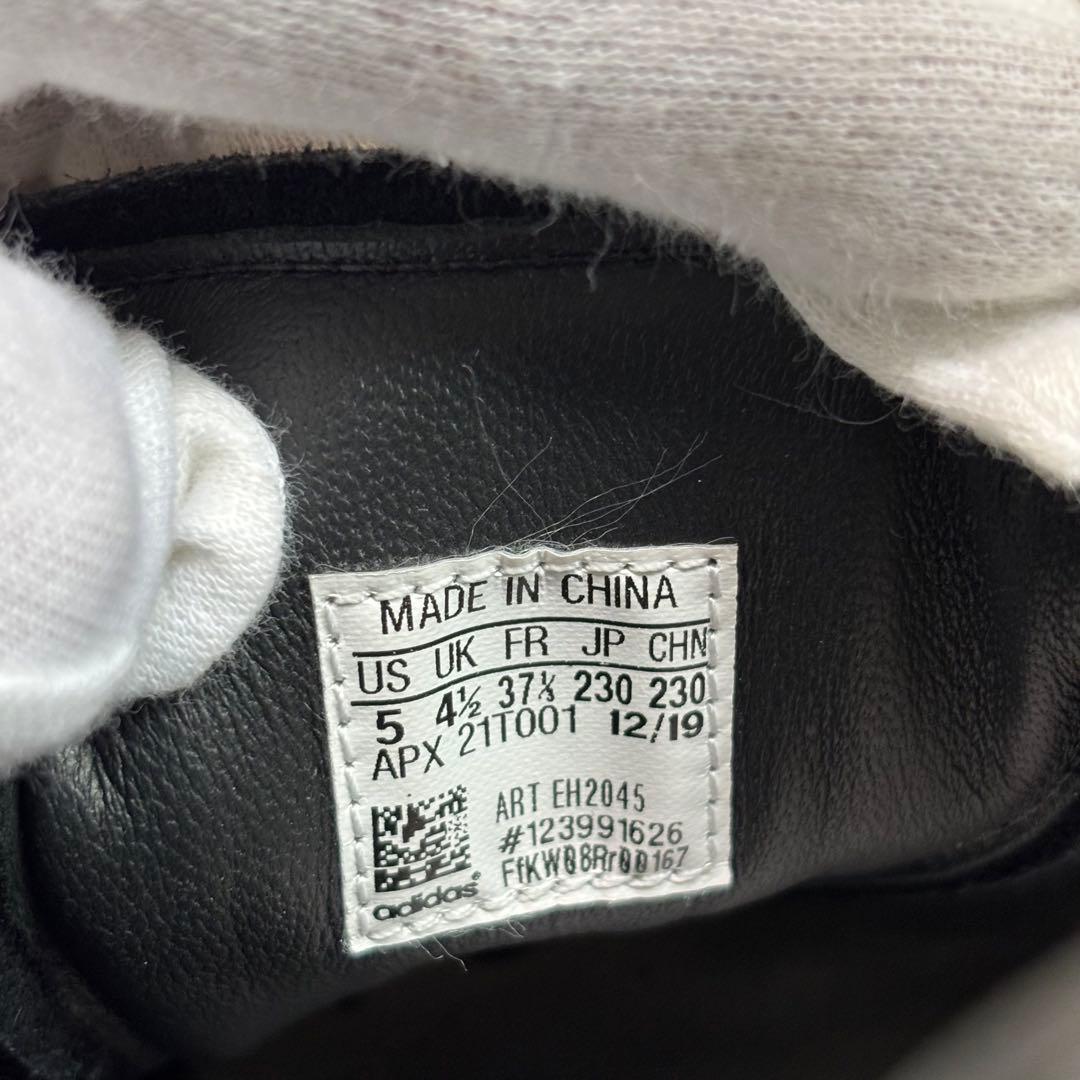 MADE IN CHINA
US UK FR JP CHN
5 4½ 37⅓ 230 230
APX 21T001 12/19
ART EH2045
#123991626
FfKW08Rr00167
adidas